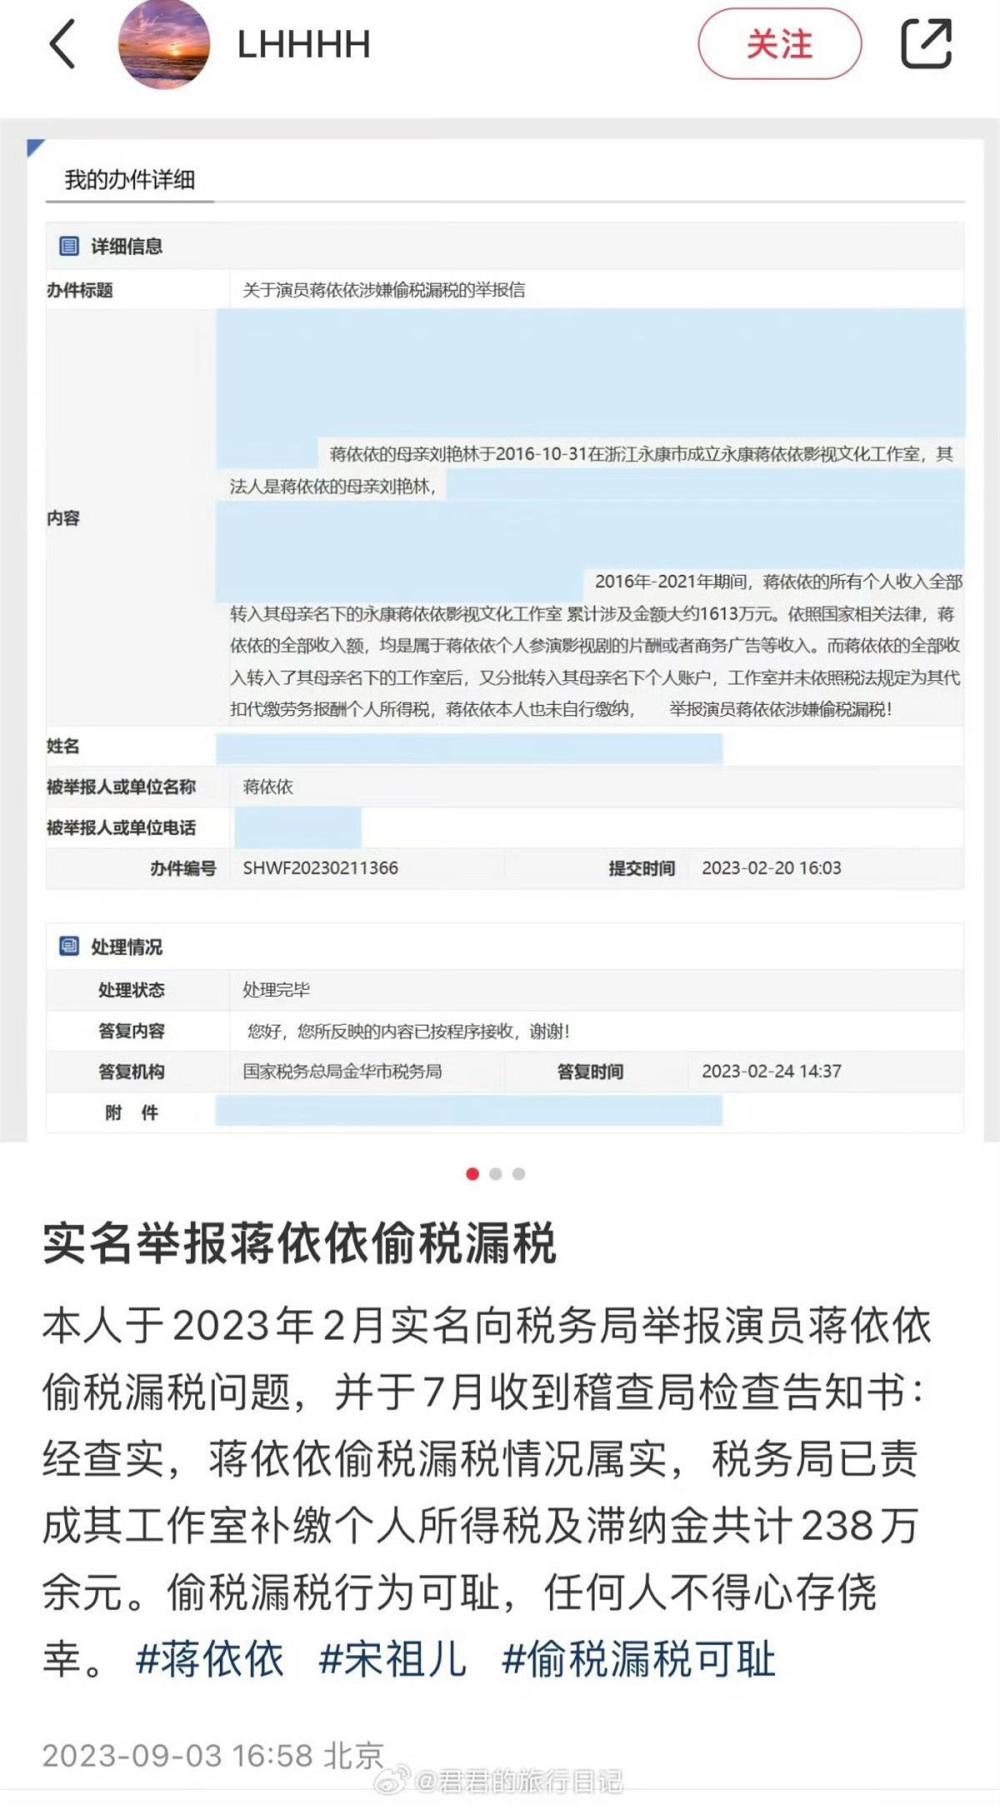 LHHHH
关注
我的办件详细
详细信息
办件标题 关于演员蒋依依涉嫌偷税漏税的举报信
内容
蒋依依的母亲刘艳林于2016-10-31在浙江永康市成立永康蒋依依影视文化工作室，其
法人是蒋依依的母亲刘艳林，
2016年-2021年期间，蒋依依的所有个人收入全部
转入其母亲名下的永康蒋依依影视文化工作室 累计涉及金额大约1613万元。依照国家相关法律，蒋
依依的全部收入额，均是属于蒋依依个人参演影视剧的片酬或者商务广告等收入。而蒋依依的全部收
入转入了其母亲名下的工作室后，又分批转入其母亲名下个人账户，工作室并未依照税法规定为其代
扣代缴劳务报酬个人所得税，蒋依依本人也未自行缴纳， 举报演员蒋依依涉嫌偷税漏税！
姓名
被举报人或单位名称 蒋依依
被举报人或单位电话
办件编号 SHWF20230211366 提交时间 2023-02-20 16:03
处理情况
处理状态 处理完毕
答复内容 您好，您所反映的内容已按程序接收，谢谢！
答复机构 国家税务总局金华市税务局 答复时间 2023-02-24 14:37
附 件
实名举报蒋依依偷税漏税
本人于2023年2月实名向税务局举报演员蒋依依
偷税漏税问题，并于7月收到稽查局检查告知书：
经查实，蒋依依偷税漏税情况属实，税务局已责
成其工作室补缴个人所得税及滞纳金共计238万
余元。偷税漏税行为可耻，任何人不得心存侥
幸。 #蒋依依 #宋祖儿 #偷税漏税可耻
2023-09-03 16:58 北京
@君君的旅行日记